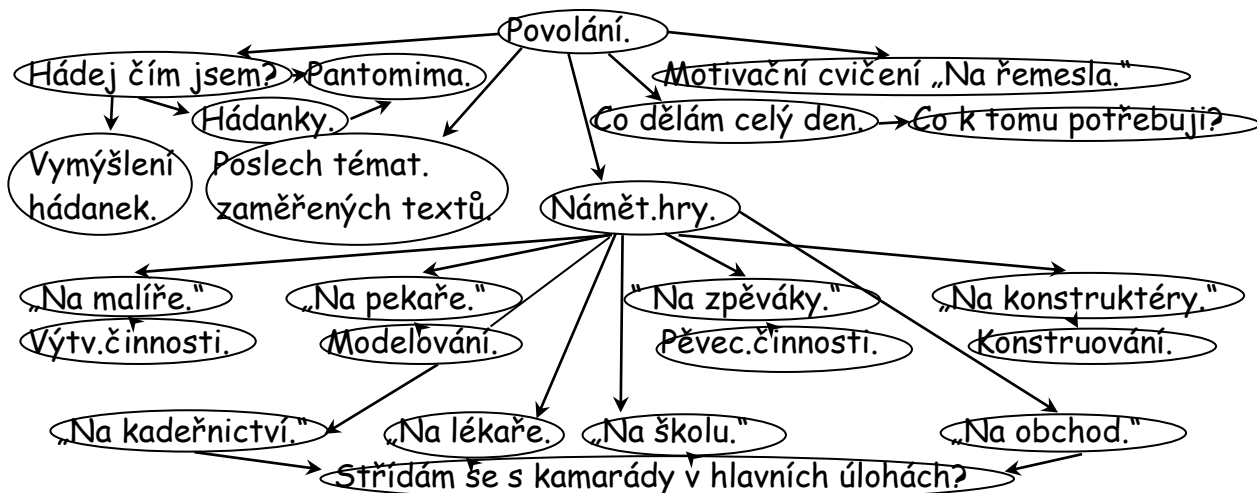 Povolání.
Hádej čím jsem?
Pantomima.
Motivační cvičení „Na řemesla."
Hádanky.
Co dělám celý den.
Co k tomu potřebuji?
Vymýšlení
hádanek.
Poslech témat.
zaměřených textů.
Námět.hry.
„Na malíře."
„Na pekaře."
" Na zpěváky."
„Na konstruktéry."
Výtv.činnosti.
Modelování.
Pěvec.činnosti.
Konstruování.
„Na kadeřnictví."
„Na lékaře.
„Na školu."
„Na obchod."
Střídám se s kamarády v hlavních úlohách?